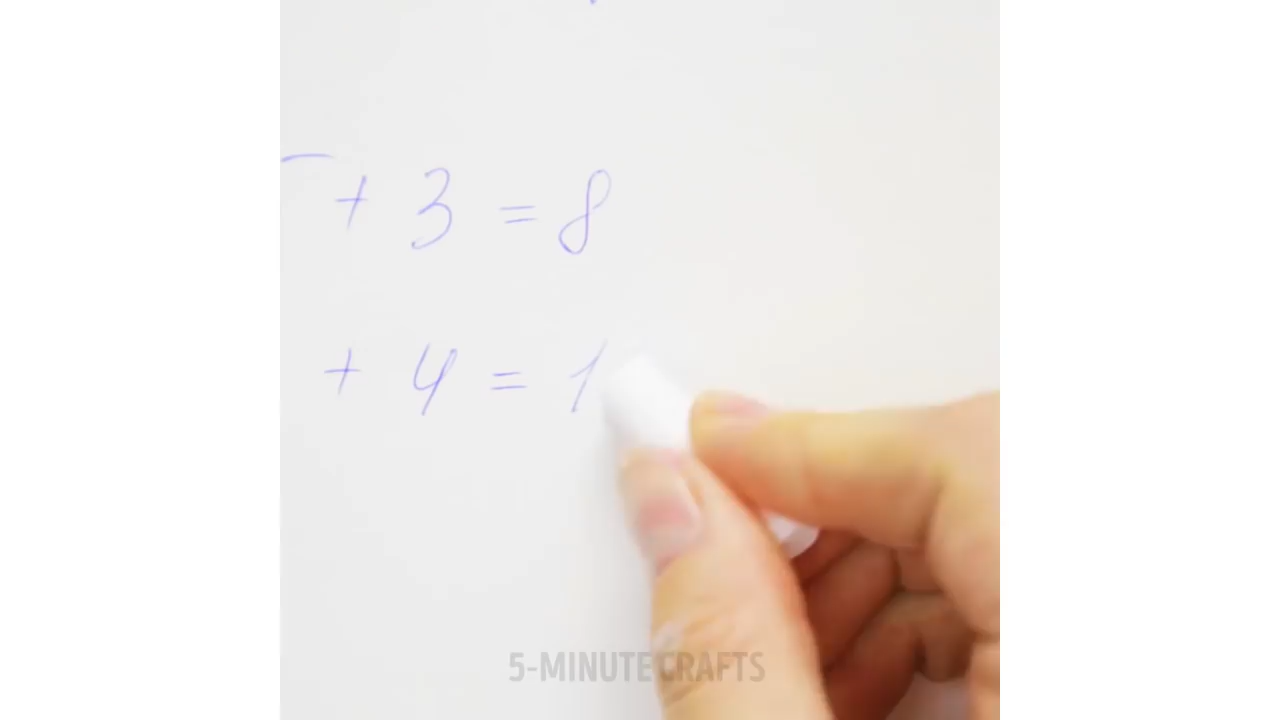 + 3 = 8
+ 4 = 1
5-MINUTE CRAFTS